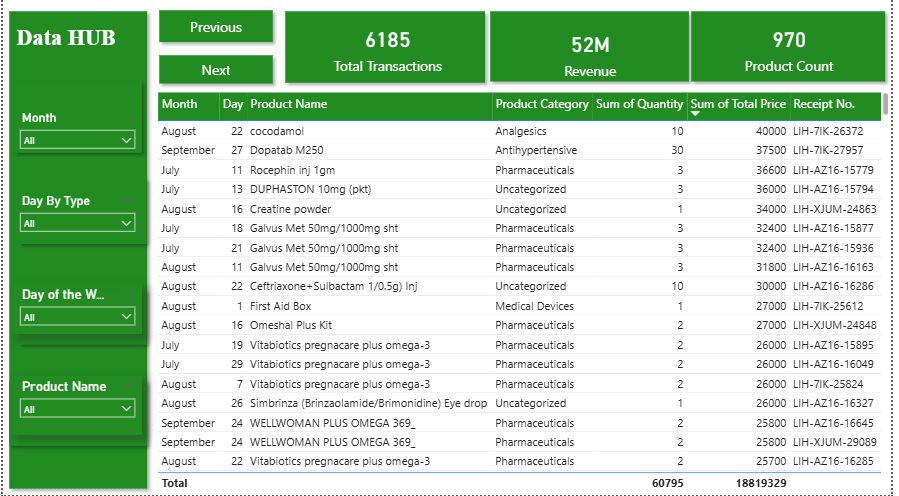 Data HUB
Previous
Next
6185
Total Transactions
52M
Revenue
970
Product Count
Month
All
Day By Type
All
Day of the W...
All
Product Name
All
Month Day Product Name Product Category Sum of Quantity Sum of Total Price Receipt No.
August 22 cocodamol Analgesics 10 40000 LIH-7IK-26372
September 27 Dopatab M250 Antihypertensive 30 37500 LIH-7IK-27957
July 11 Rocephin inj 1gm Pharmaceuticals 3 36600 LIH-AZ16-15779
July 13 DUPHASTON 10mg (pkt) Uncategorized 3 36000 LIH-AZ16-15794
August 16 Creatine powder Uncategorized 1 34000 LIH-XJUM-24863
July 18 Galvus Met 50mg/1000mg sht Pharmaceuticals 3 32400 LIH-AZ16-15877
July 21 Galvus Met 50mg/1000mg sht Pharmaceuticals 3 32400 LIH-AZ16-15936
August 11 Galvus Met 50mg/1000mg sht Pharmaceuticals 3 31800 LIH-AZ16-16163
August 22 Ceftriaxone+Sulbactam 1/0.5g) Inj Uncategorized 10 30000 LIH-AZ16-16286
August 1 First Aid Box Medical Devices 1 27000 LIH-7IK-25612
August 16 Omeshal Plus Kit Pharmaceuticals 2 27000 LIH-XJUM-24848
July 19 Vitabiotics pregnacare plus omega-3 Pharmaceuticals 2 26000 LIH-AZ16-15895
July 29 Vitabiotics pregnacare plus omega-3 Pharmaceuticals 2 26000 LIH-AZ16-16049
August 7 Vitabiotics pregnacare plus omega-3 Pharmaceuticals 2 26000 LIH-7IK-25824
August 26 Simbrinza (Brinzaolamide/Brimonidine) Eye drop Uncategorized 1 26000 LIH-AZ16-16327
September 24 WELLWOMAN PLUS OMEGA 369_ Pharmaceuticals 2 25800 LIH-AZ16-16645
September 24 WELLWOMAN PLUS OMEGA 369_ Pharmaceuticals 2 25800 LIH-XJUM-29089
August 22 Vitabiotics pregnacare plus omega-3 Pharmaceuticals 2 25700 LIH-AZ16-16285
Total 60795 18819329